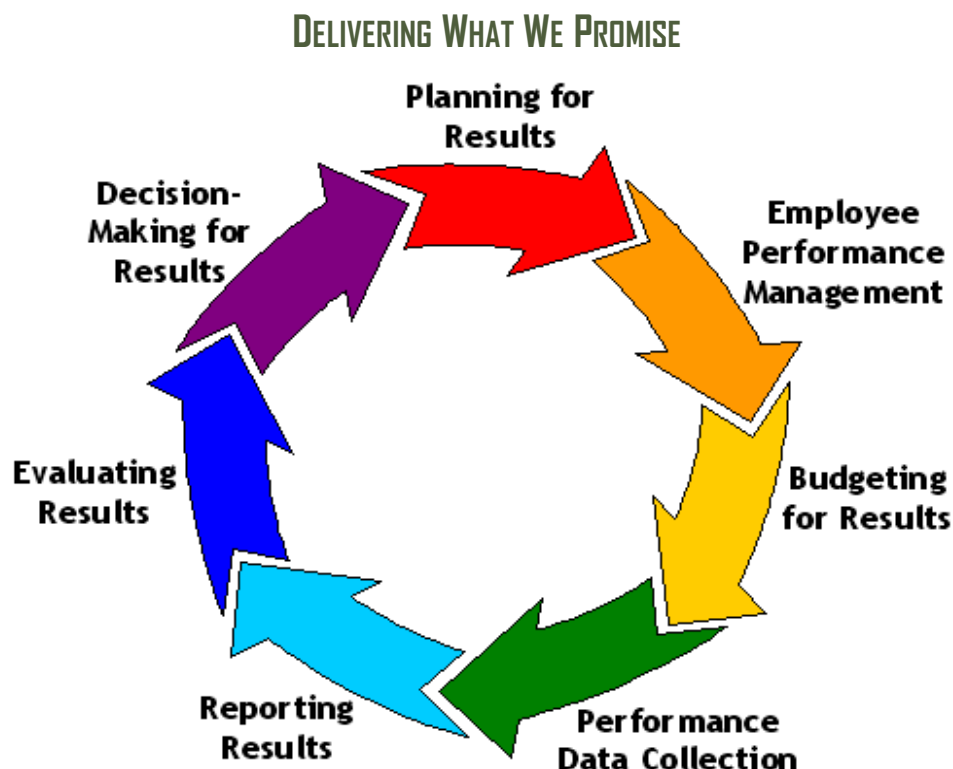 DELIVERING WHAT WE PROMISE
Planning for
Results
Employee
Performance
Management
Budgeting
for Results
Performance
Data Collection
Reporting
Results
Evaluating
Results
Decision-
Making for
Results